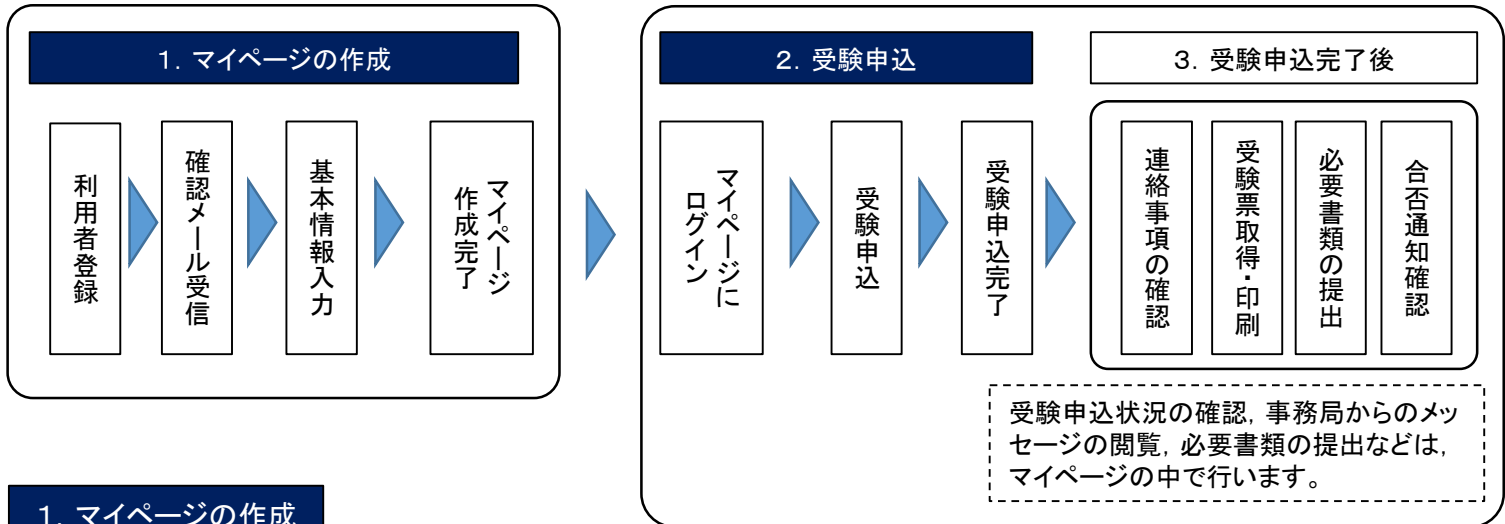 １．マイページの作成
利用者登録
確認メール受信
基本情報入力
マイページ
作成完了
２．受験申込
マイページに
ログイン
受験申込
受験申込完了
３．受験申込完了後
連絡事項の確認
受験票取得・印刷
必要書類の提出
合否通知確認
受験申込状況の確認，事務局からのメッ
セージの閲覧，必要書類の提出などは，
マイページの中で行います。
１．マイページの作成